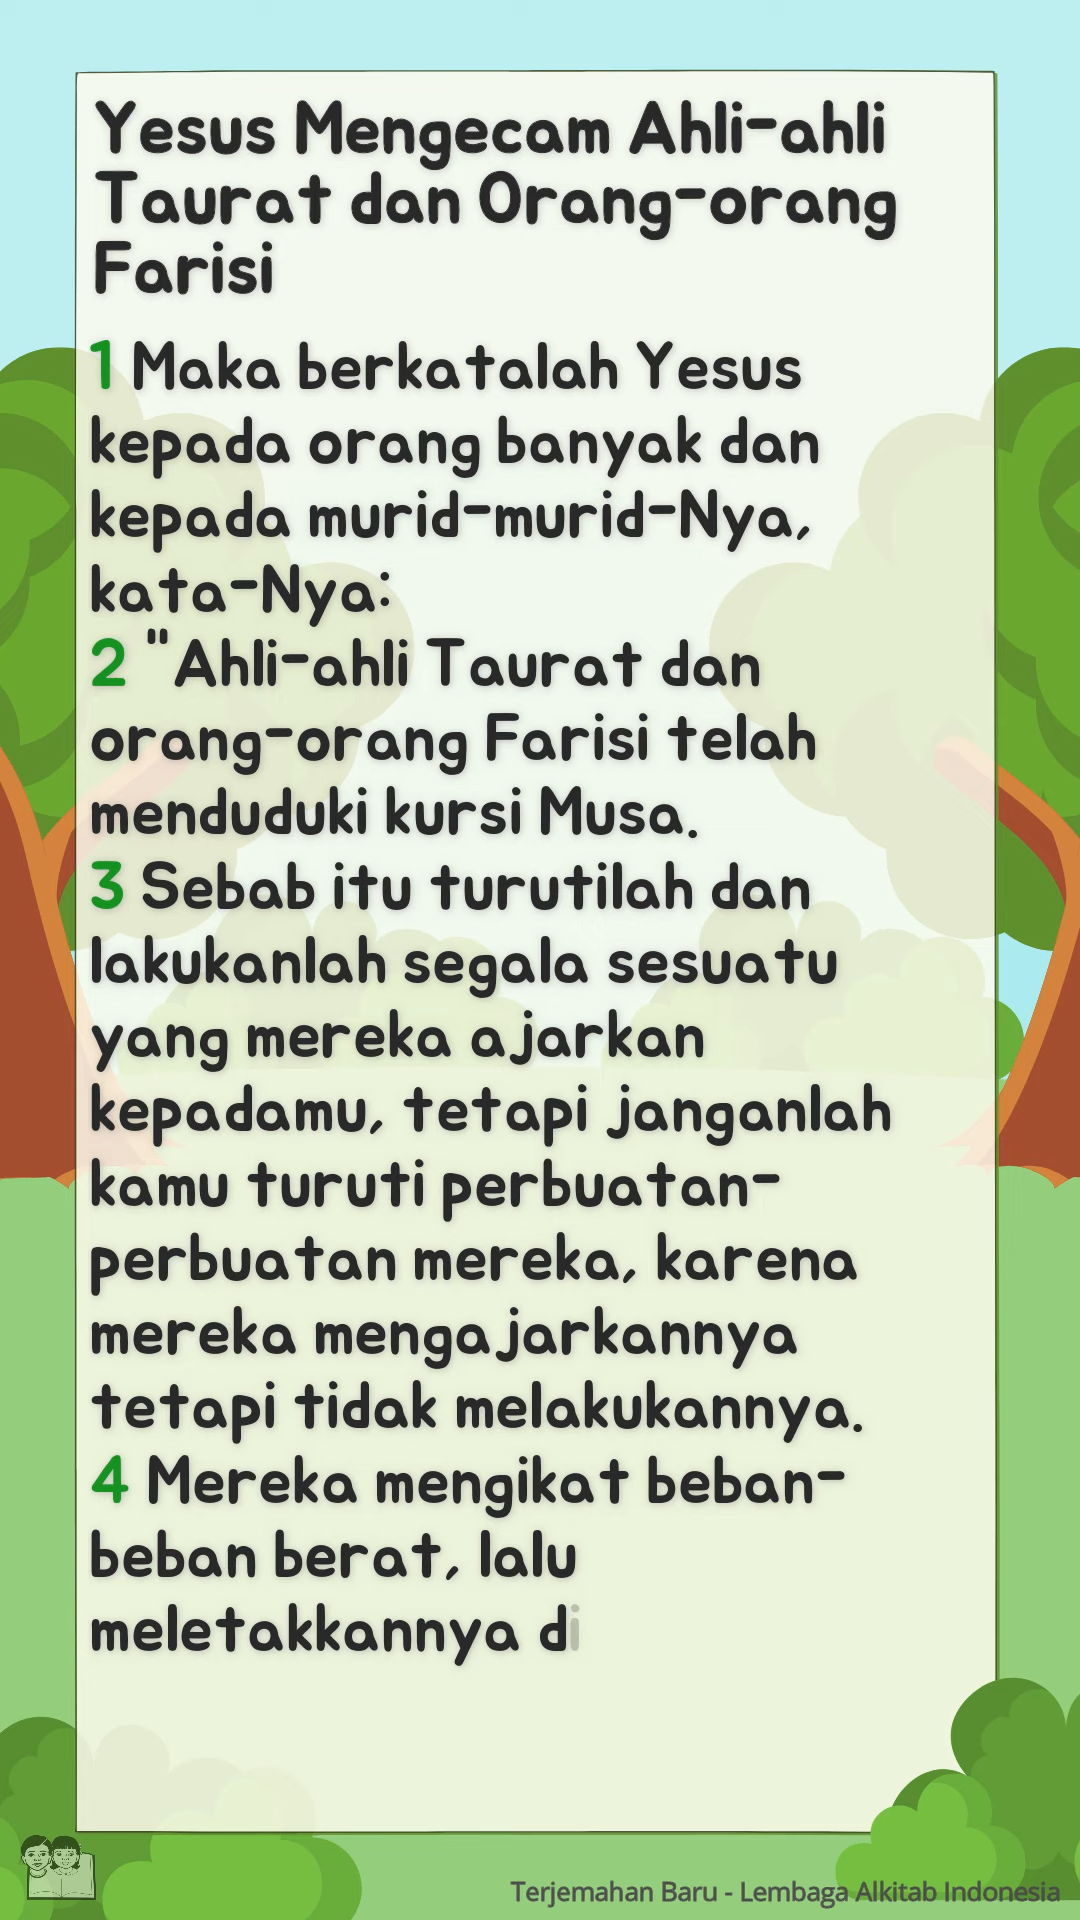 Yesus Mengecam Ahli-ahli
Taurat dan Orang-orang
Farisi
1 Maka berkatalah Yesus
kepada orang banyak dan
kepada murid-murid-Nya,
kata-Nya:
2 "Ahli-ahli Taurat dan
orang-orang Farisi telah
menduduki kursi Musa.
3 Sebab itu turutilah dan
lakukanlah segala sesuatu
yang mereka ajarkan
kepadamu, tetapi janganlah
kamu turuti perbuatan-
perbuatan mereka, karena
mereka mengajarkannya
tetapi tidak melakukannya.
4 Mereka mengikat beban-
beban berat, lalu
meletakkannya di
Terjemahan Baru - Lembaga Alkitab Indonesia